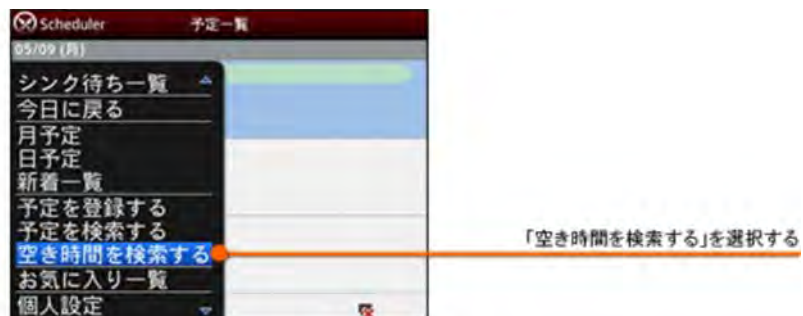 Scheduler 予定一覧
05/09 (月)
シンク待ち一覧
今日に戻る
月予定
日予定
新着一覧
予定を登録する
予定を検索する
空き時間を検索する
お気に入り一覧
個人設定
「空き時間を検索する」を選択する